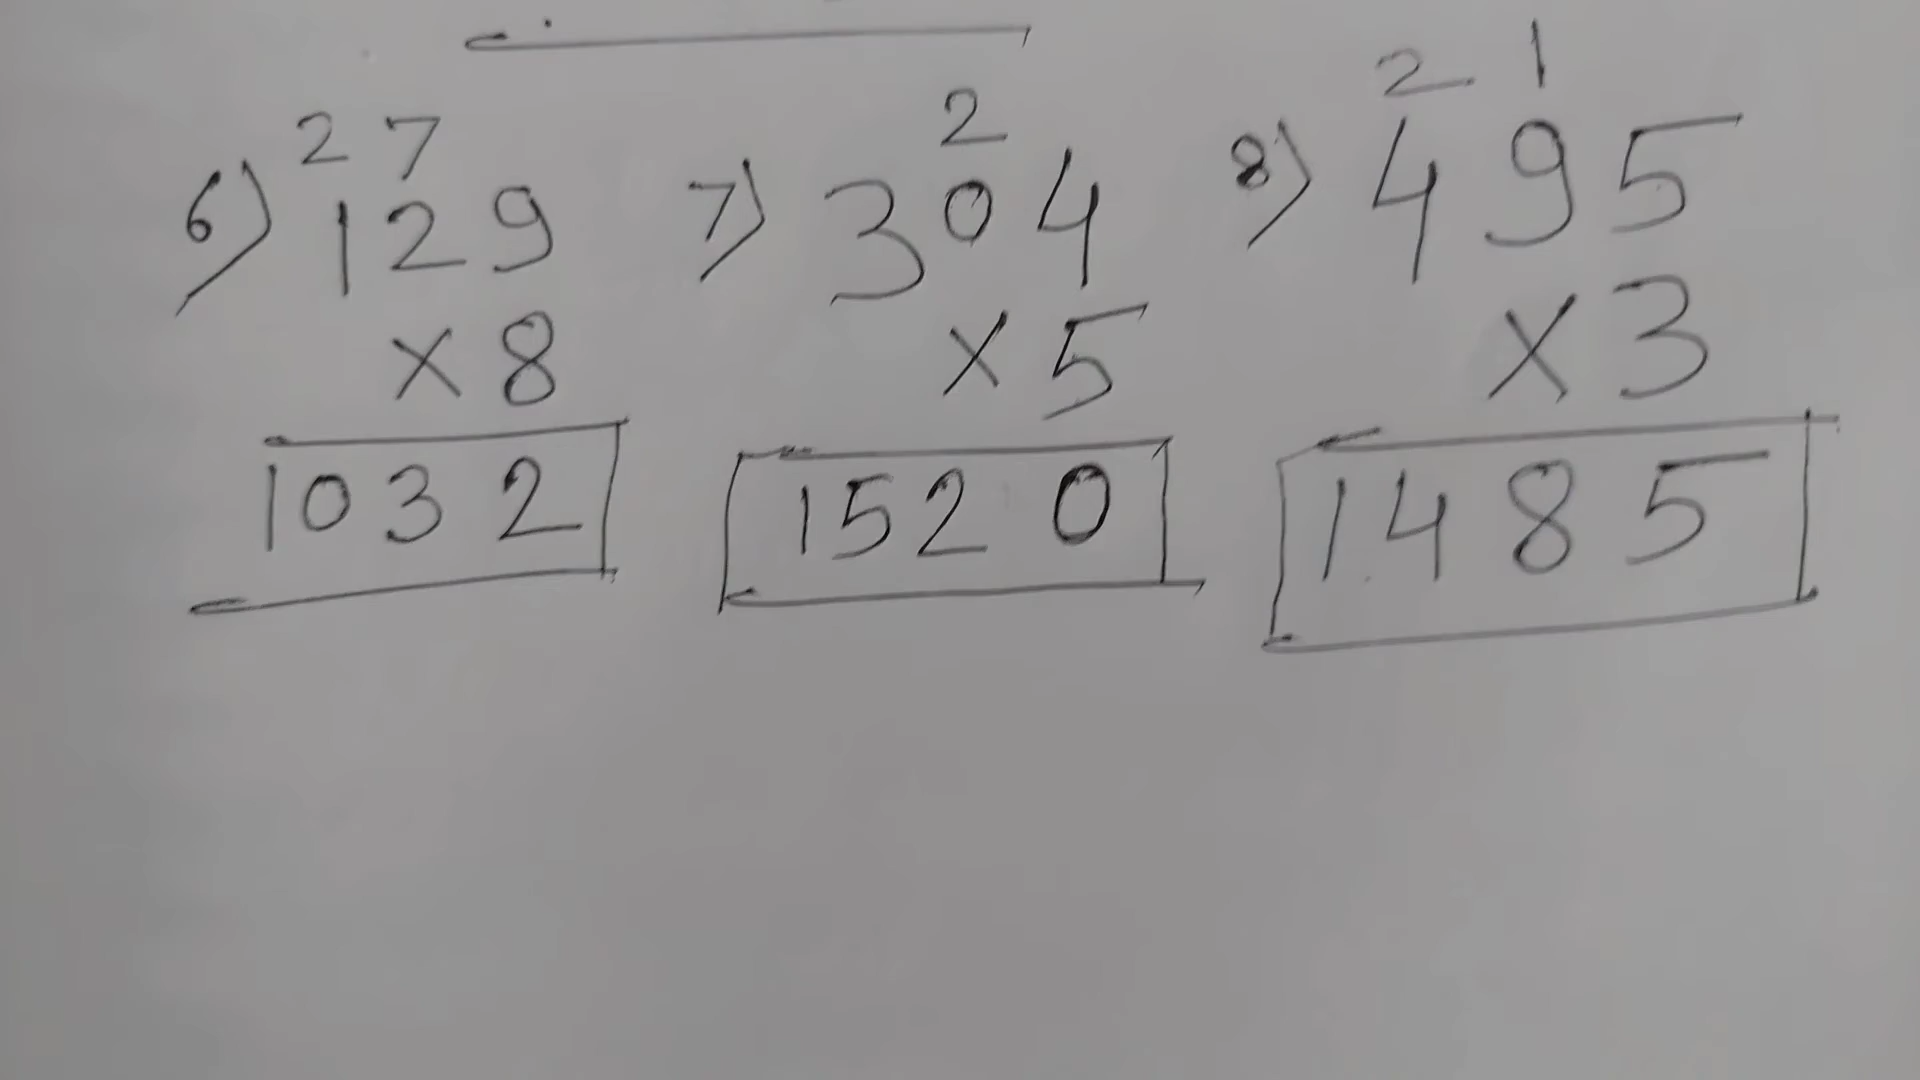 2 7 2 2 1
6) 129 7) 304 8) 495
× 8 × 5 × 3
1032 1520 1485